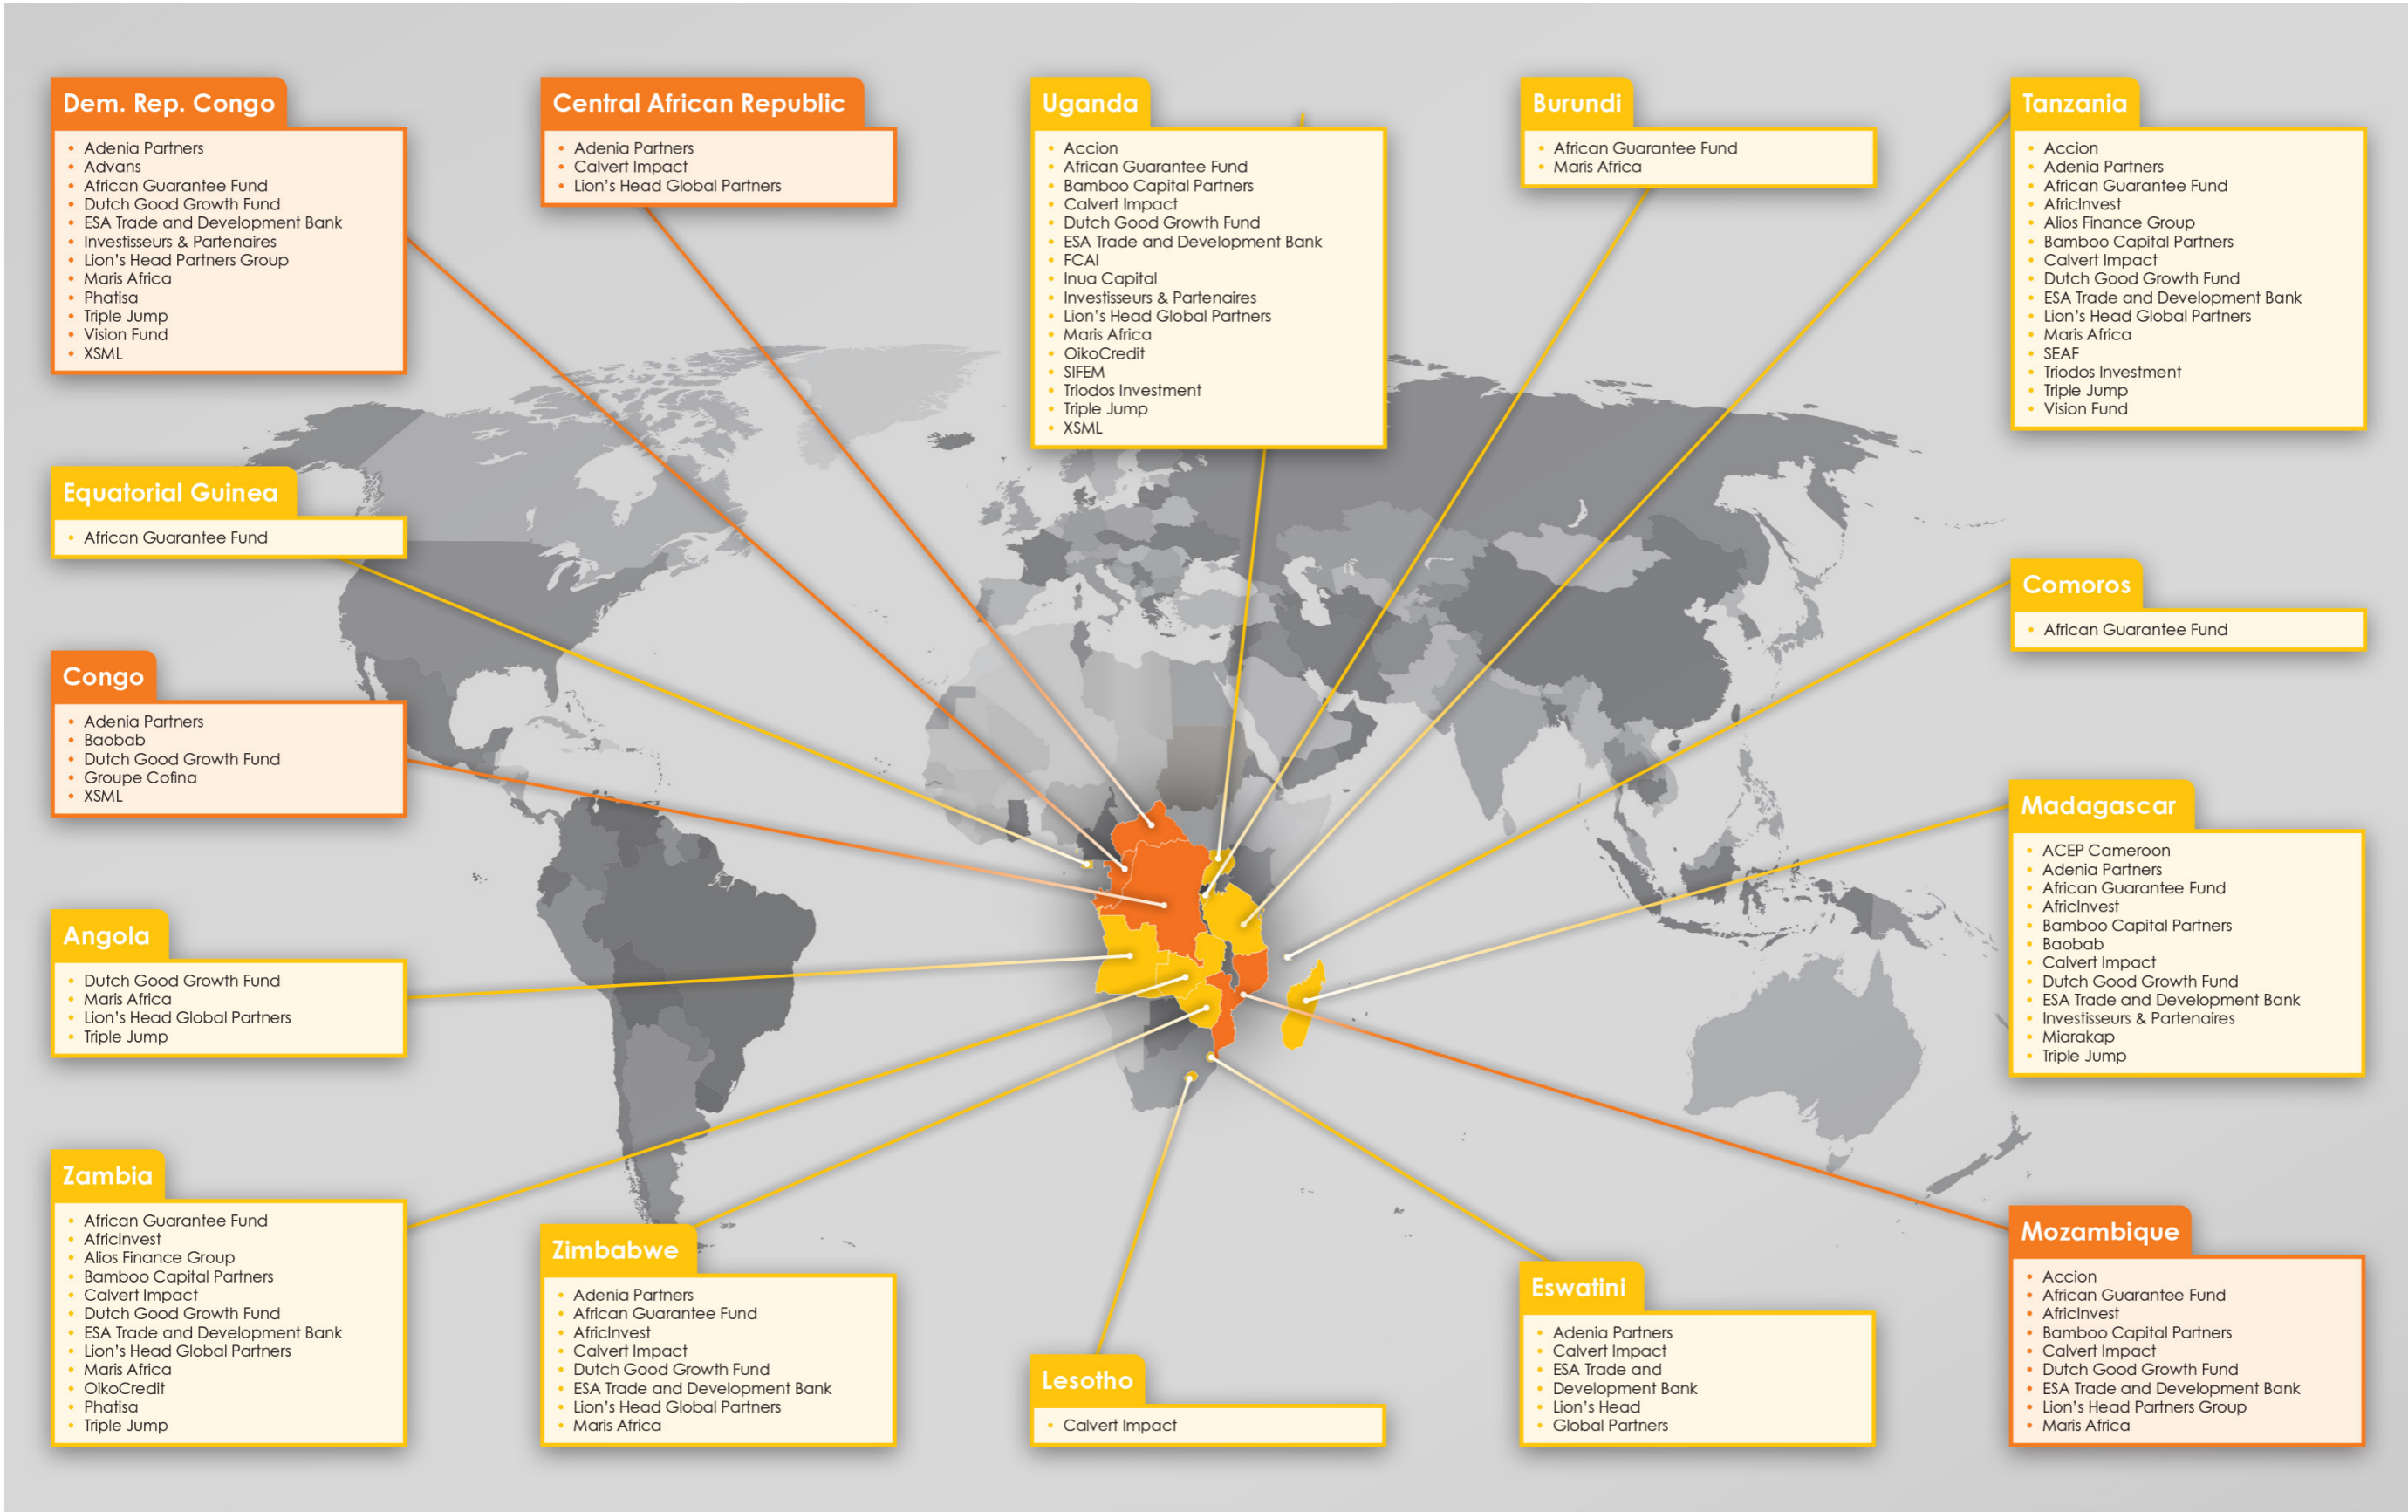 Dem. Rep. Congo
• Adenia Partners
• Advans
• African Guarantee Fund
• Dutch Good Growth Fund
• ESA Trade and Development Bank
• Investisseurs & Partenaires
• Lion's Head Partners Group
• Maris Africa
• Phatisa
• Triple Jump
• Vision Fund
• XSML
Central African Republic
• Adenia Partners
• Calvert Impact
• Lion's Head Global Partners
Uganda
• Accion
• African Guarantee Fund
• Bamboo Capital Partners
• Calvert Impact
• Dutch Good Growth Fund
• ESA Trade and Development Bank
• FCAI
• Inua Capital
• Investisseurs & Partenaires
• Lion's Head Global Partners
• Maris Africa
• OikoCredit
• SIFEM
• Triodos Investment
• Triple Jump
• XSML
Burundi
• African Guarantee Fund
• Maris Africa
Tanzania
• Accion
• Adenia Partners
• African Guarantee Fund
• AfricInvest
• Alios Finance Group
• Bamboo Capital Partners
• Calvert Impact
• Dutch Good Growth Fund
• ESA Trade and Development Bank
• Lion's Head Global Partners
• Maris Africa
• SEAF
• Triodos Investment
• Triple Jump
• Vision Fund
Equatorial Guinea
• African Guarantee Fund
Comoros
• African Guarantee Fund
Congo
• Adenia Partners
• Baobab
• Dutch Good Growth Fund
• Groupe Cofina
• XSML
Madagascar
• ACEP Cameroon
• Adenia Partners
• African Guarantee Fund
• AfricInvest
• Bamboo Capital Partners
• Baobab
• Calvert Impact
• Dutch Good Growth Fund
• ESA Trade and Development Bank
• Investisseurs & Partenaires
• Miarakap
• Triple Jump
Angola
• Dutch Good Growth Fund
• Maris Africa
• Lion's Head Global Partners
• Triple Jump
Zambia
• African Guarantee Fund
• AfricInvest
• Alios Finance Group
• Bamboo Capital Partners
• Calvert Impact
• Dutch Good Growth Fund
• ESA Trade and Development Bank
• Lion's Head Global Partners
• Maris Africa
• OikoCredit
• Phatisa
• Triple Jump
Zimbabwe
• Adenia Partners
• African Guarantee Fund
• AfricInvest
• Calvert Impact
• Dutch Good Growth Fund
• ESA Trade and Development Bank
• Lion's Head Global Partners
• Maris Africa
Lesotho
• Calvert Impact
Eswatini
• Adenia Partners
• Calvert Impact
• ESA Trade and
• Development Bank
• Lion's Head
• Global Partners
Mozambique
• Accion
• African Guarantee Fund
• AfricInvest
• Bamboo Capital Partners
• Calvert Impact
• Dutch Good Growth Fund
• ESA Trade and Development Bank
• Lion's Head Partners Group
• Maris Africa